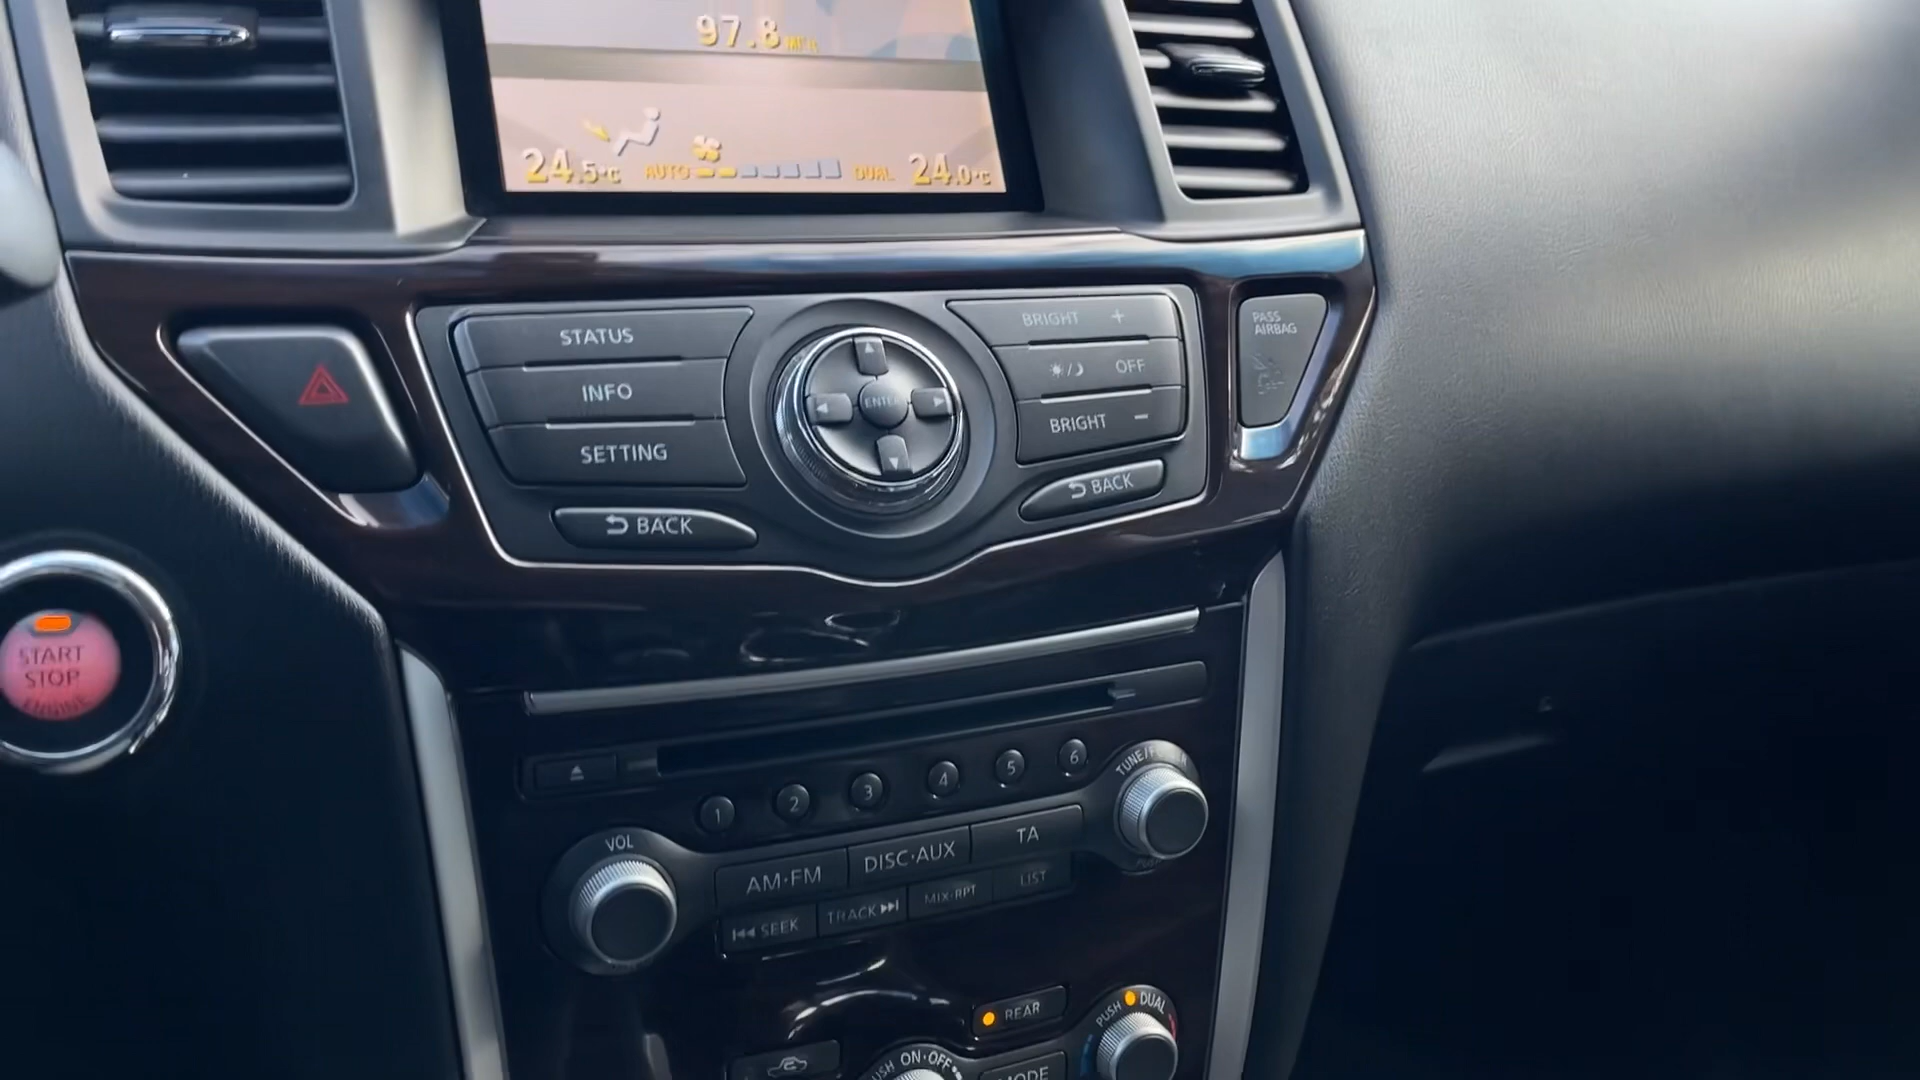 97.8
24.5°C AUTO DUAL 24.0°C
STATUS
INFO
SETTING
BACK
ENTER
BRIGHT +
OFF
BRIGHT −
BACK
PASS
AIRBAG
START
STOP
ENGINE
1 2 3 4 5 6
VOL
AM·FM DISC·AUX TA
SEEK TRACK MIX·RPT LIST
REAR
PUSH DUAL
ON·OFF
MODE